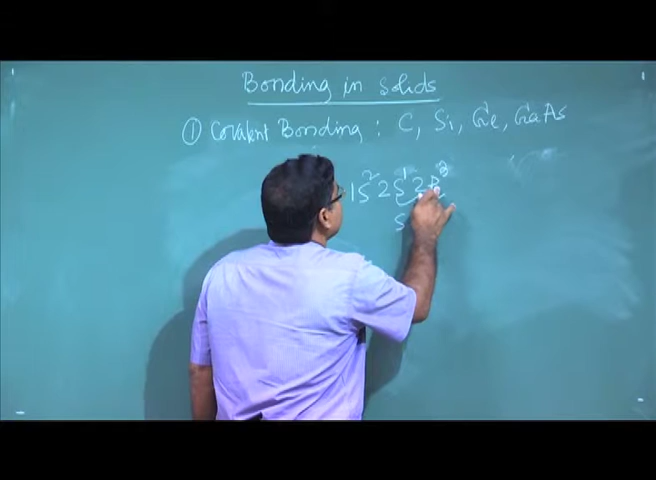 Bonding in solids
① Covalent Bonding : C, Si, Ge, GaAs
1S² 2S¹ 2P³
S